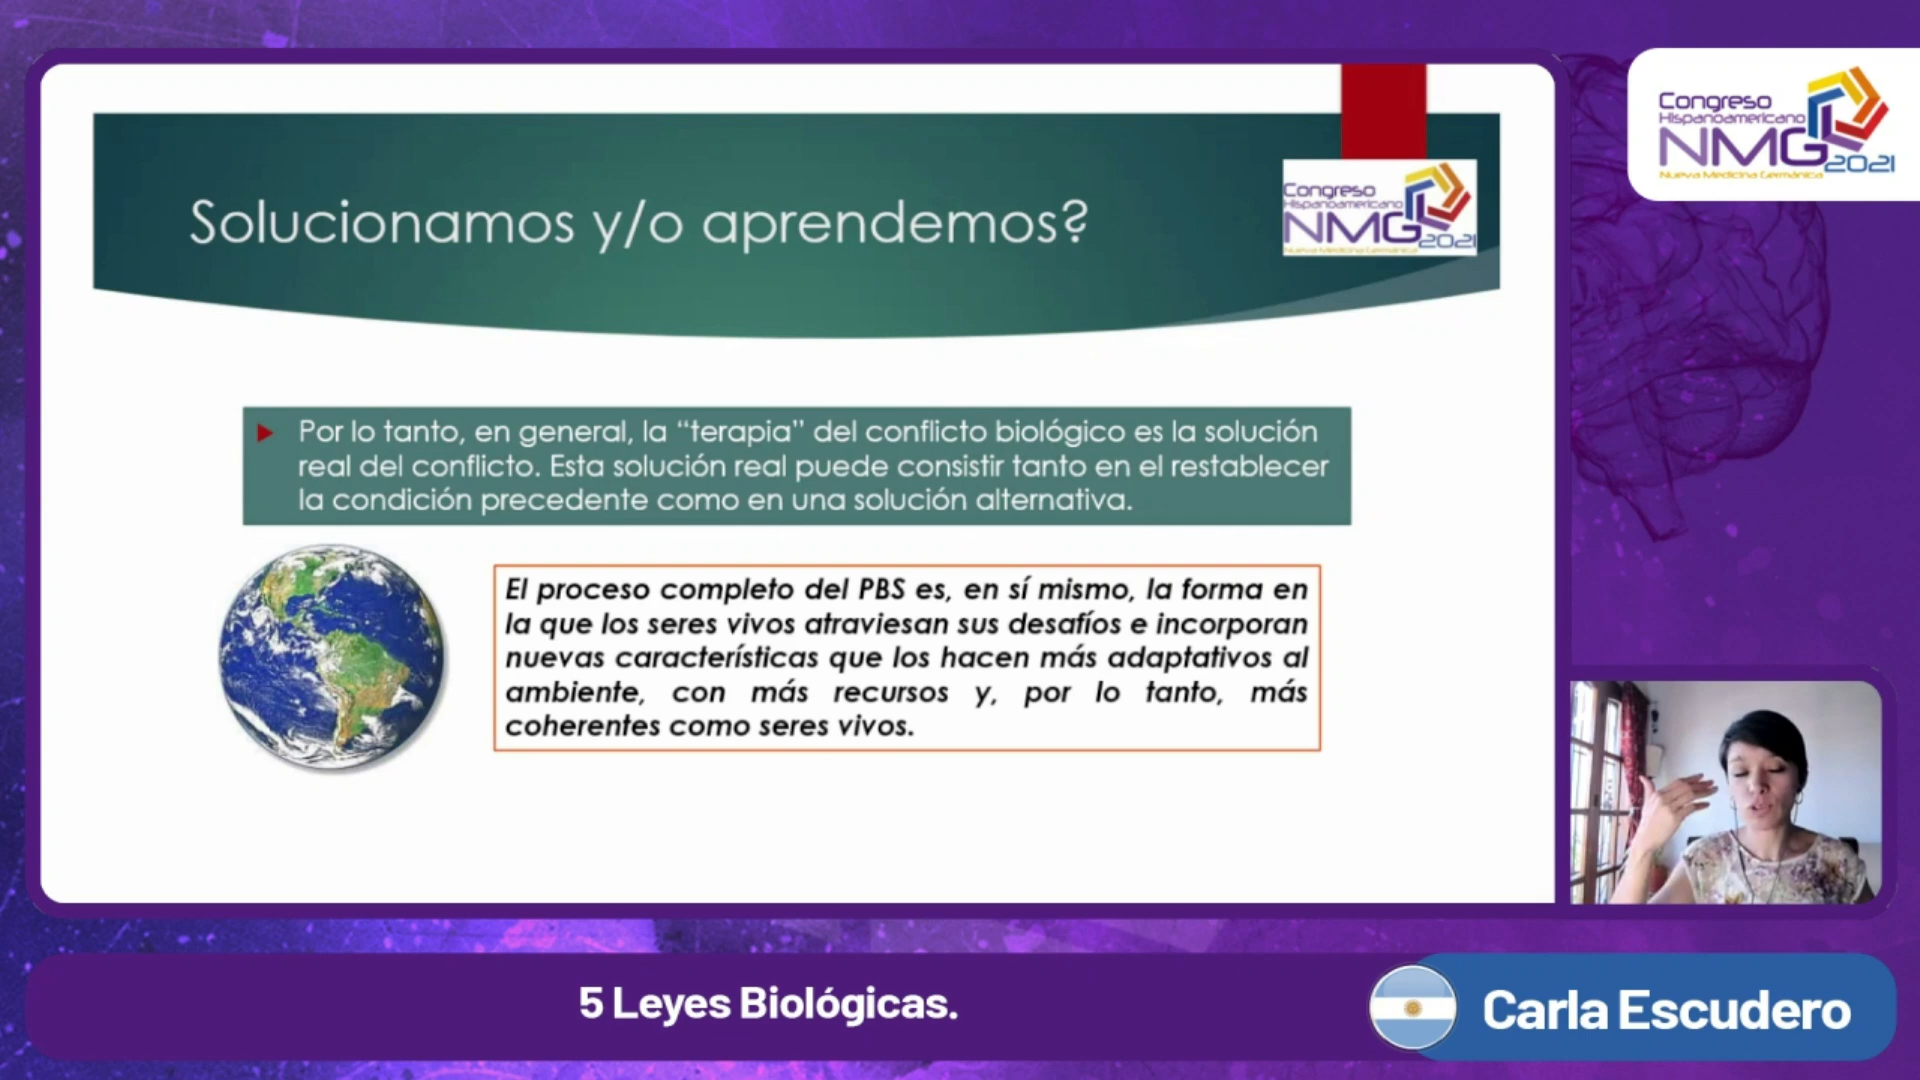 Congreso
Hispanoamericano
NMG 2021
Nueva Medicina Germánica
Solucionamos y/o aprendemos?
Congreso
Hispanoamericano
NMG 2021
Nueva Medicina Germánica
Por lo tanto, en general, la “terapia” del conflicto biológico es la solución
real del conflicto. Esta solución real puede consistir tanto en el restablecer
la condición precedente como en una solución alternativa.
El proceso completo del PBS es, en sí mismo, la forma en
la que los seres vivos atraviesan sus desafíos e incorporan
nuevas características que los hacen más adaptativos al
ambiente, con más recursos y, por lo tanto, más
coherentes como seres vivos.
5 Leyes Biológicas.
Carla Escudero